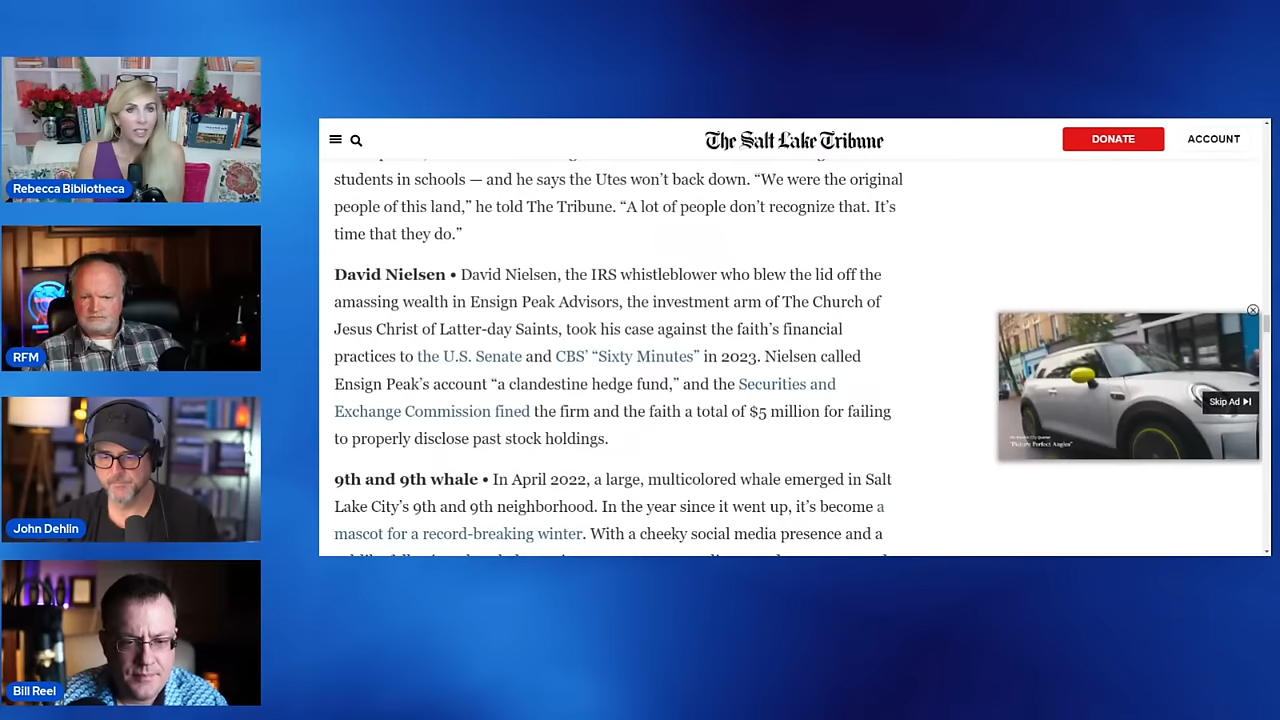 Rebecca Bibliotheca
RFM
John Dehlin
Bill Reel
The Salt Lake Tribune
DONATE
ACCOUNT
students in schools — and he says the Utes won’t back down. “We were the original
people of this land,” he told The Tribune. “A lot of people don’t recognize that. It’s
time that they do.”
David Nielsen • David Nielsen, the IRS whistleblower who blew the lid off the
amassing wealth in Ensign Peak Advisors, the investment arm of The Church of
Jesus Christ of Latter-day Saints, took his case against the faith’s financial
practices to the U.S. Senate and CBS’ “Sixty Minutes” in 2023. Nielsen called
Ensign Peak’s account “a clandestine hedge fund,” and the Securities and
Exchange Commission fined the firm and the faith a total of $5 million for failing
to properly disclose past stock holdings.
9th and 9th whale • In April 2022, a large, multicolored whale emerged in Salt
Lake City’s 9th and 9th neighborhood. In the year since it went up, it’s become a
mascot for a record-breaking winter. With a cheeky social media presence and a
Skip Ad
"Picture Perfect Angles"